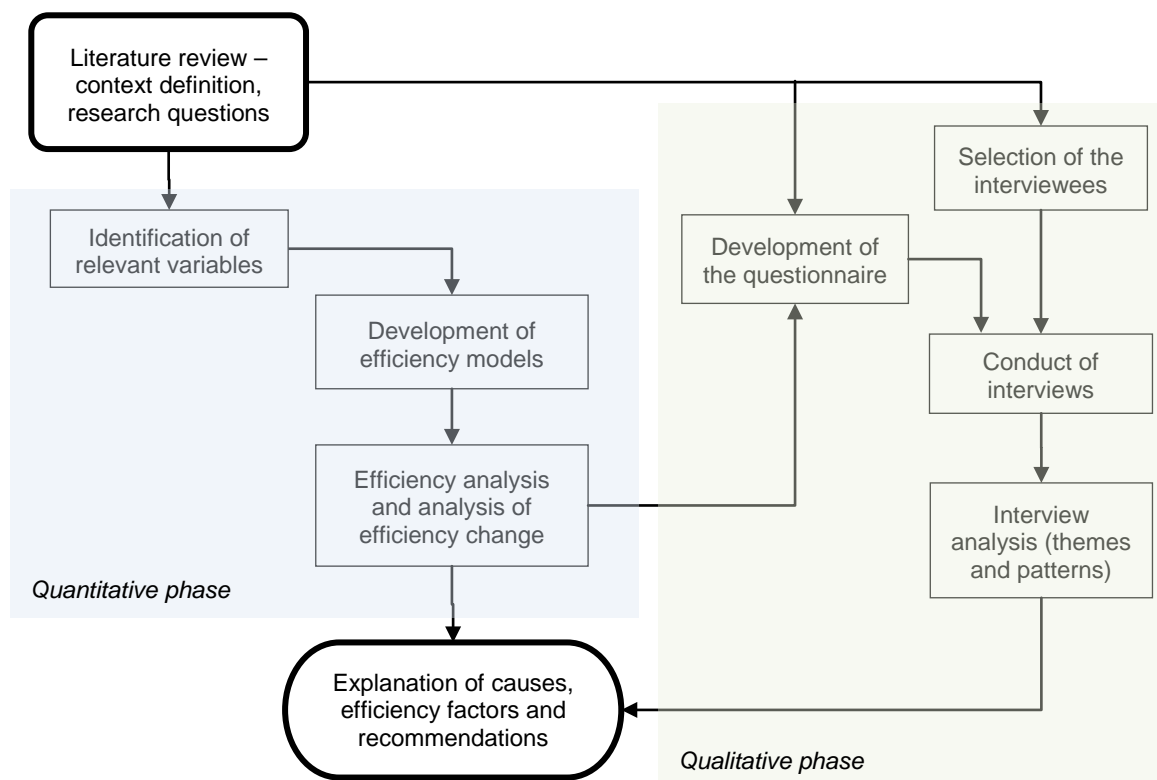 Literature review –
context definition,
research questions
Selection of the
interviewees
Identification of
relevant variables
Development of
the questionnaire
Development of
efficiency models
Conduct of
interviews
Efficiency analysis
and analysis of
efficiency change
Interview
analysis (themes
and patterns)
Quantitative phase
Explanation of causes,
efficiency factors and
recommendations
Qualitative phase